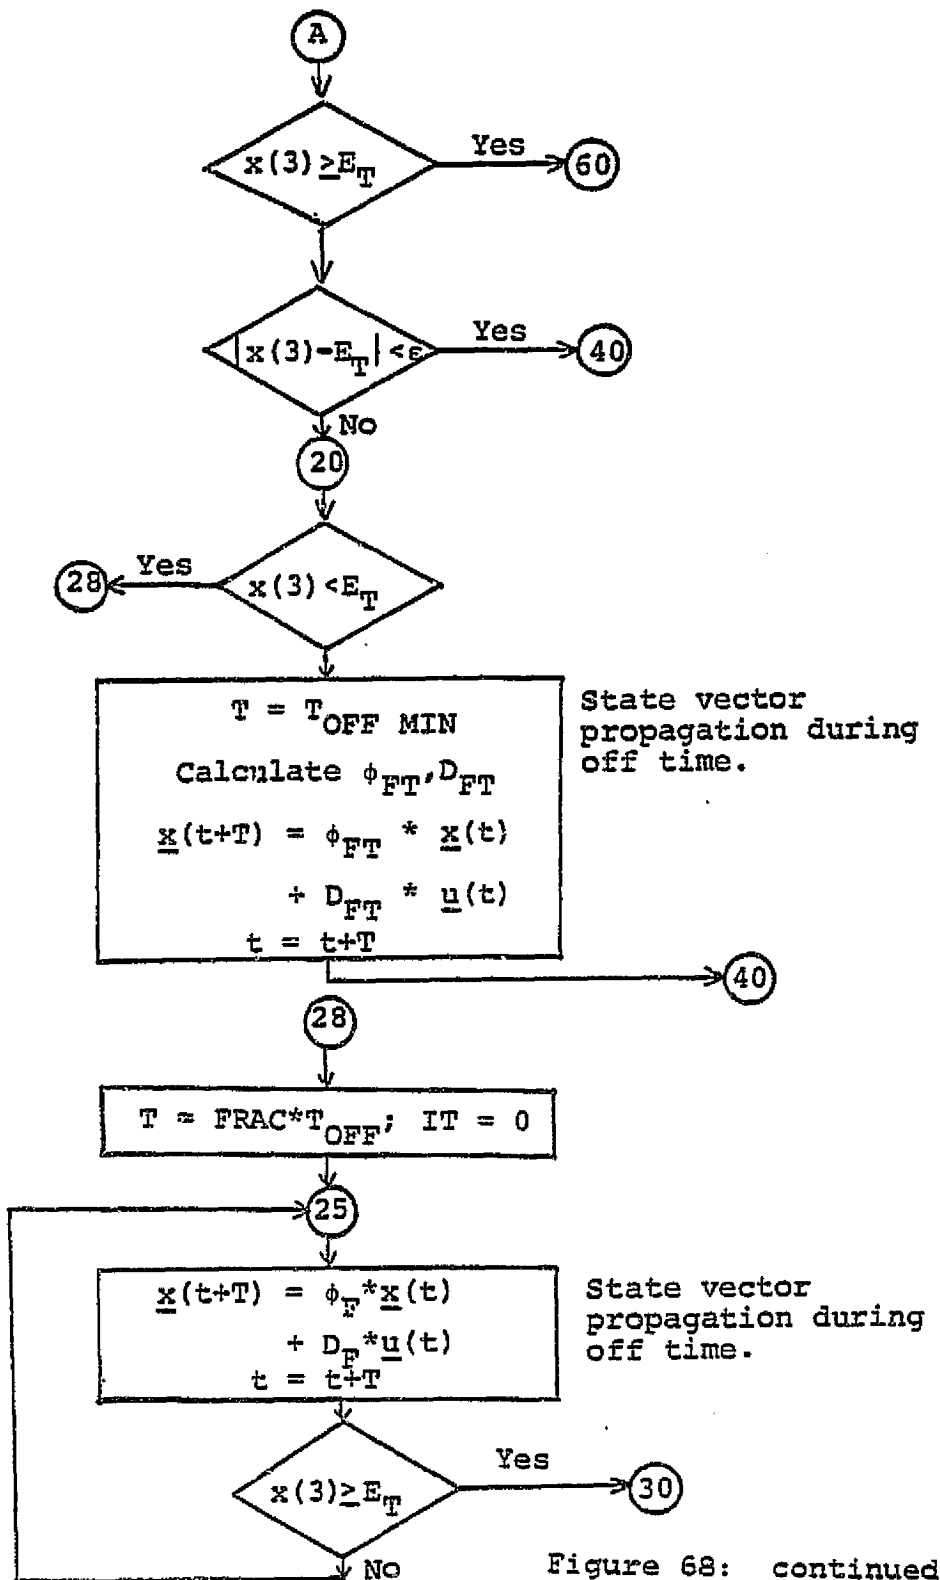 A
x(3)≥E_T
Yes
60
|x(3)-E_T|<ε
Yes
40
No
20
x(3)<E_T
Yes
28
T = T_OFF MIN
Calculate ϕ_FT, D_FT
x(t+T) = ϕ_FT * x(t)
+ D_FT * u(t)
t = t+T
State vector
propagation during
off time.
40
28
T = FRAC*T_OFF; IT = 0
25
x(t+T) = ϕ_F*x(t)
+ D_F*u(t)
t = t+T
State vector
propagation during
off time.
x(3)≥E_T
Yes
30
No
Figure 68: continued